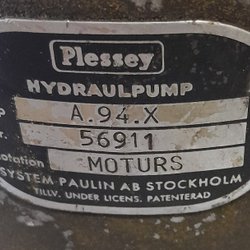 Plessey
HYDRAULPUMP
p A.94.X
r. 56911
otation MOTURS
SYSTEM PAULIN AB STOCKHOLM
TILLV. UNDER LICENS. PATENTERAD